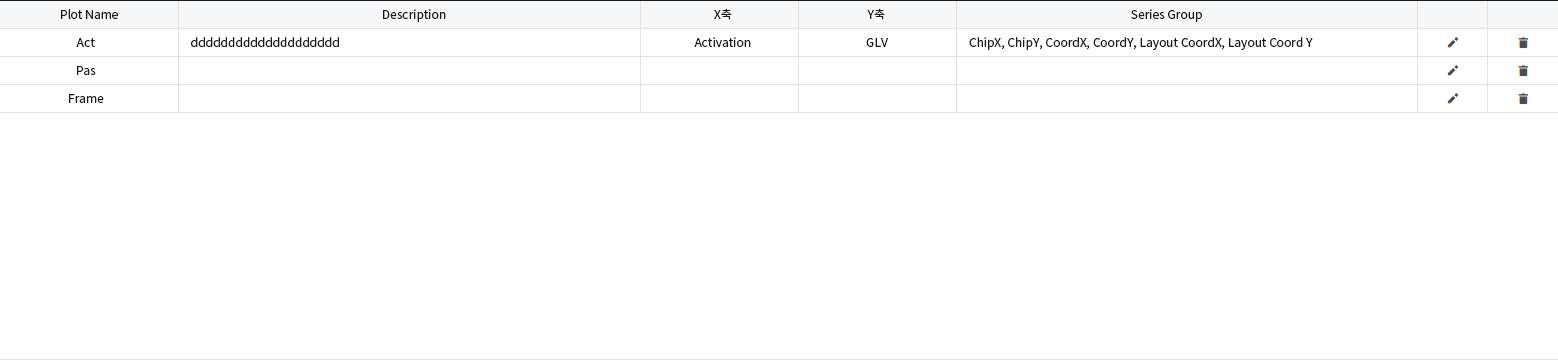 Plot Name Description X축 Y축 Series Group
Act dddddddddddddddddddd Activation GLV ChipX, ChipY, CoordX, CoordY, Layout CoordX, Layout Coord Y
Pas
Frame